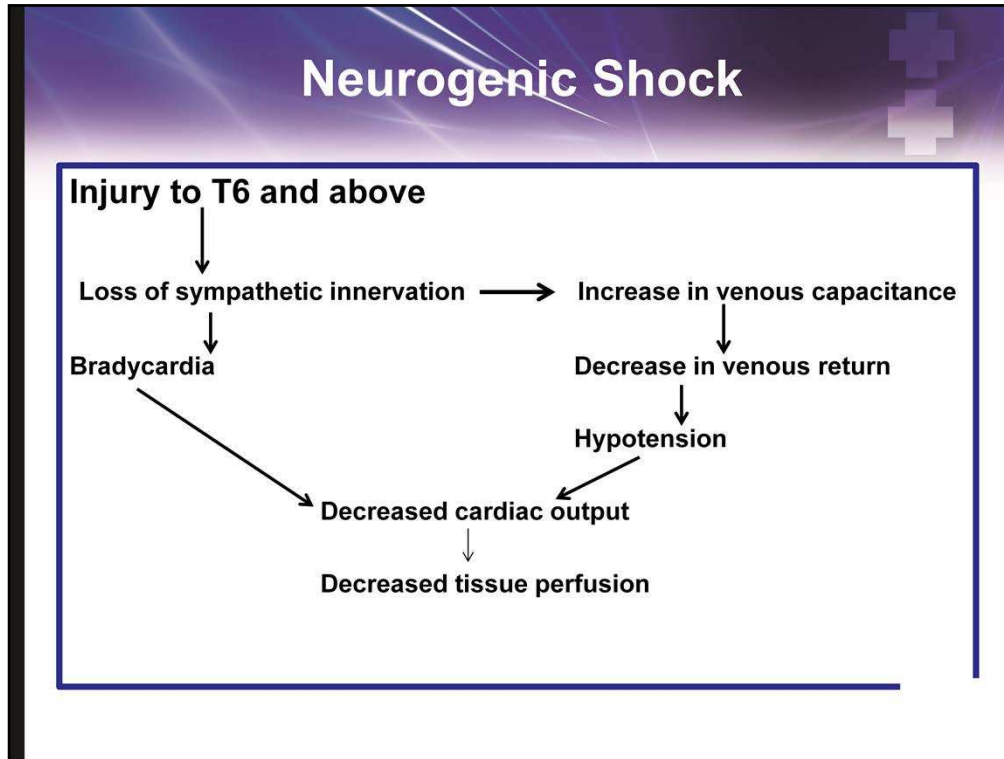 Neurogenic Shock
Injury to T6 and above
Loss of sympathetic innervation
Increase in venous capacitance
Bradycardia
Decrease in venous return
Hypotension
Decreased cardiac output
Decreased tissue perfusion